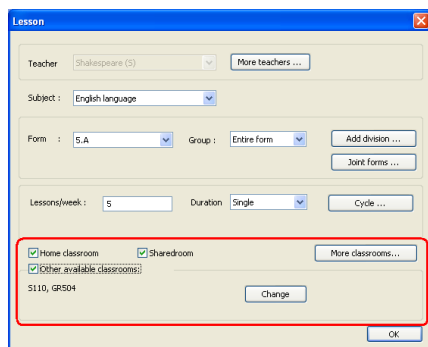 Lesson
Teacher Shakespeare (S) More teachers ...
Subject : English language
Form : 5.A Group : Entire form Add division ...
Joint forms ...
Lessons/week : 5 Duration Single Cycle ...
Home classroom Sharedroom More classrooms...
Other available classrooms:
S110, GR504 Change
OK